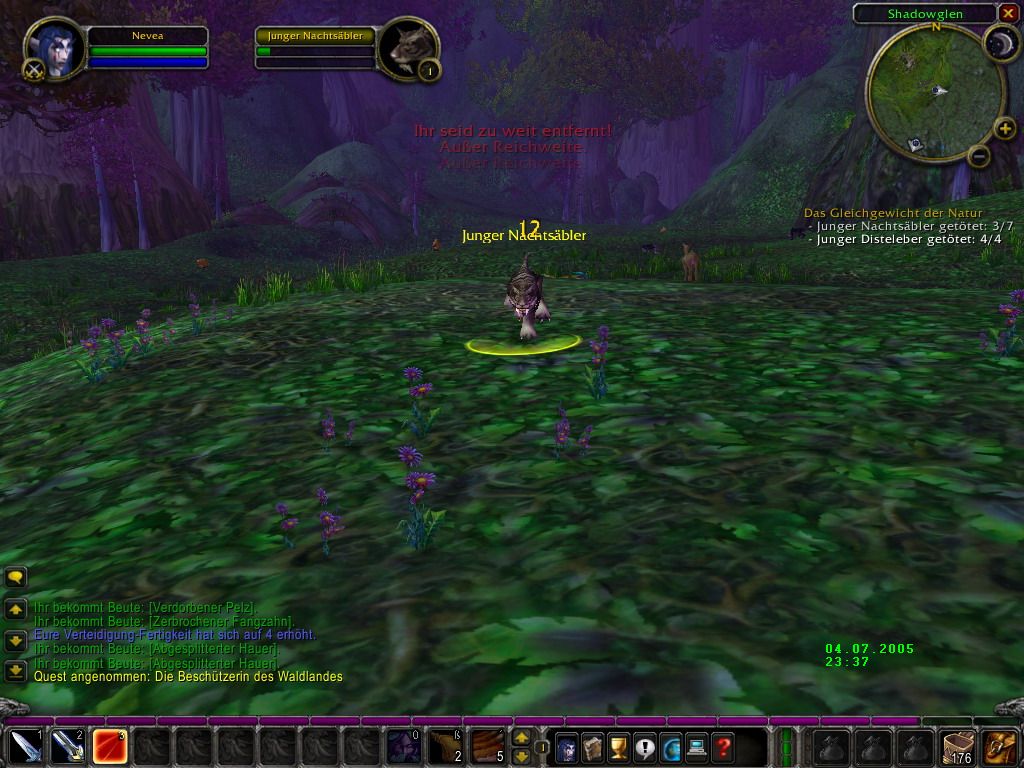 Nevea
Junger Nachtsäbler
1
Shadowglen
N
Ihr seid zu weit entfernt!
Außer Reichweite
Außer Reichweite
12
Junger Nachtsäbler
Das Gleichgewicht der Natur
- Junger Nachtsäbler getötet: 3/7
- Junger Disteleber getötet: 4/4
Ihr bekommt Beute: [Verdorbener Pelz].
Ihr bekommt Beute: [Zerbrochener Fangzahn].
Eure Verteidigung-Fertigkeit hat sich auf 4 erhöht.
Ihr bekommt Beute: [Abgesplitterter Hauer].
Ihr bekommt Beute: [Abgesplitterter Hauer].
Quest angenommen: Die Beschützerin des Waldlandes
04.07.2005
23:37
1 2 3 0 ß
2 5 1 176